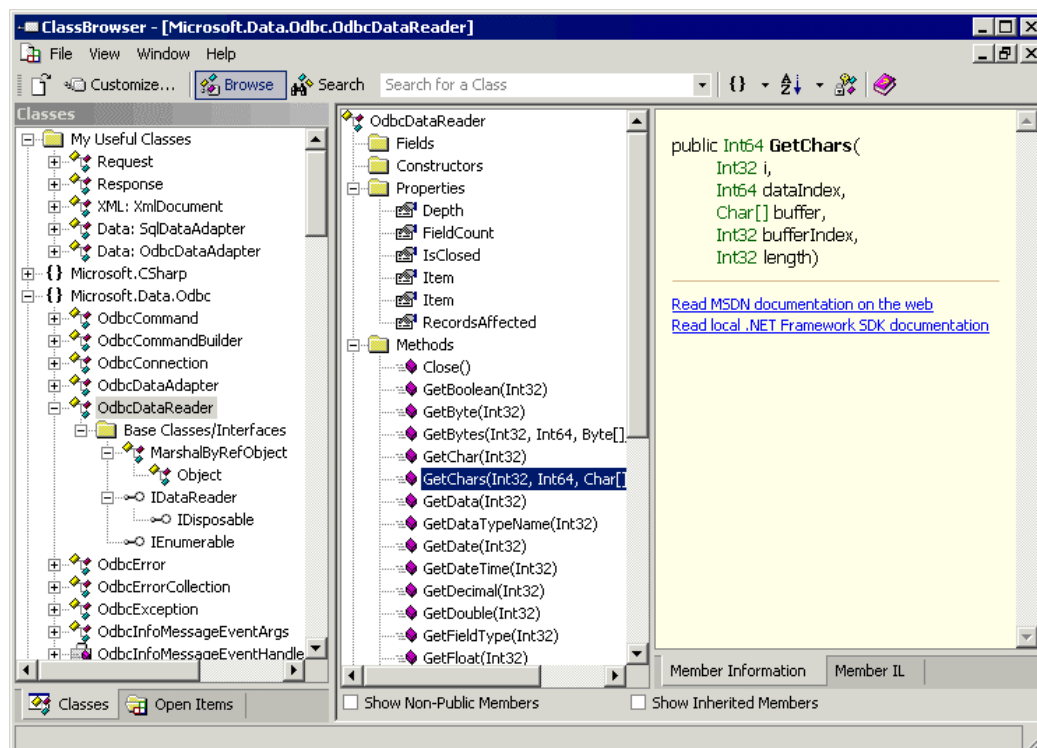 ClassBrowser - [Microsoft.Data.Odbc.OdbcDataReader]
File View Window Help
Customize... Browse Search Search for a Class {}
Classes
My Useful Classes
Request
Response
XML: XmlDocument
Data: SqlDataAdapter
Data: OdbcDataAdapter
{} Microsoft.CSharp
{} Microsoft.Data.Odbc
OdbcCommand
OdbcCommandBuilder
OdbcConnection
OdbcDataAdapter
OdbcDataReader
Base Classes/Interfaces
MarshalByRefObject
Object
IDataReader
IDisposable
IEnumerable
OdbcError
OdbcErrorCollection
OdbcException
OdbcInfoMessageEventArgs
OdbcInfoMessageEventHandle
Classes Open Items
OdbcDataReader
Fields
Constructors
Properties
Depth
FieldCount
IsClosed
Item
Item
RecordsAffected
Methods
Close()
GetBoolean(Int32)
GetByte(Int32)
GetBytes(Int32, Int64, Byte[]
GetChar(Int32)
GetChars(Int32, Int64, Char[]
GetData(Int32)
GetDataTypeName(Int32)
GetDate(Int32)
GetDateTime(Int32)
GetDecimal(Int32)
GetDouble(Int32)
GetFieldType(Int32)
GetFloat(Int32)
Show Non-Public Members
public Int64 GetChars(
Int32 i,
Int64 dataIndex,
Char[] buffer,
Int32 bufferIndex,
Int32 length)
Read MSDN documentation on the web
Read local .NET Framework SDK documentation
Member Information Member IL
Show Inherited Members